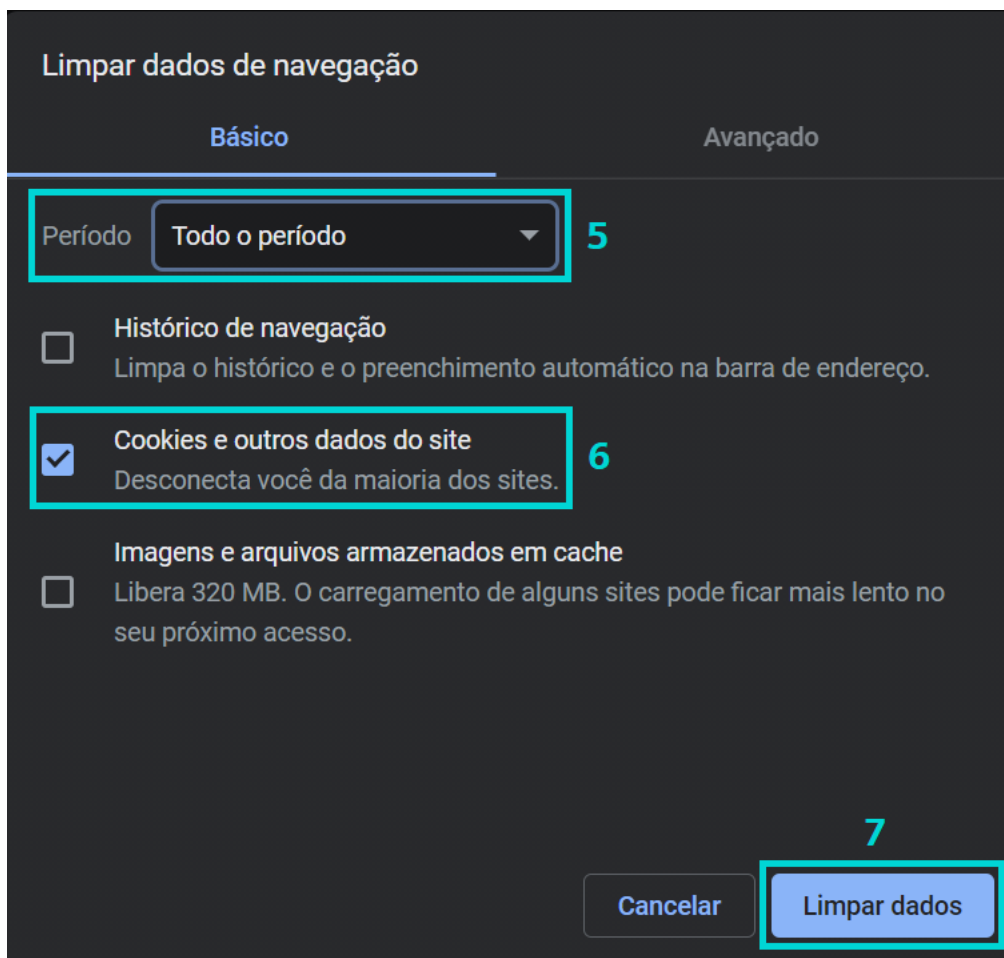 Limpar dados de navegação
Básico
Avançado
Período
Todo o período
5
Histórico de navegação
Limpa o histórico e o preenchimento automático na barra de endereço.
Cookies e outros dados do site
Desconecta você da maioria dos sites.
6
Imagens e arquivos armazenados em cache
Libera 320 MB. O carregamento de alguns sites pode ficar mais lento no
seu próximo acesso.
7
Cancelar
Limpar dados